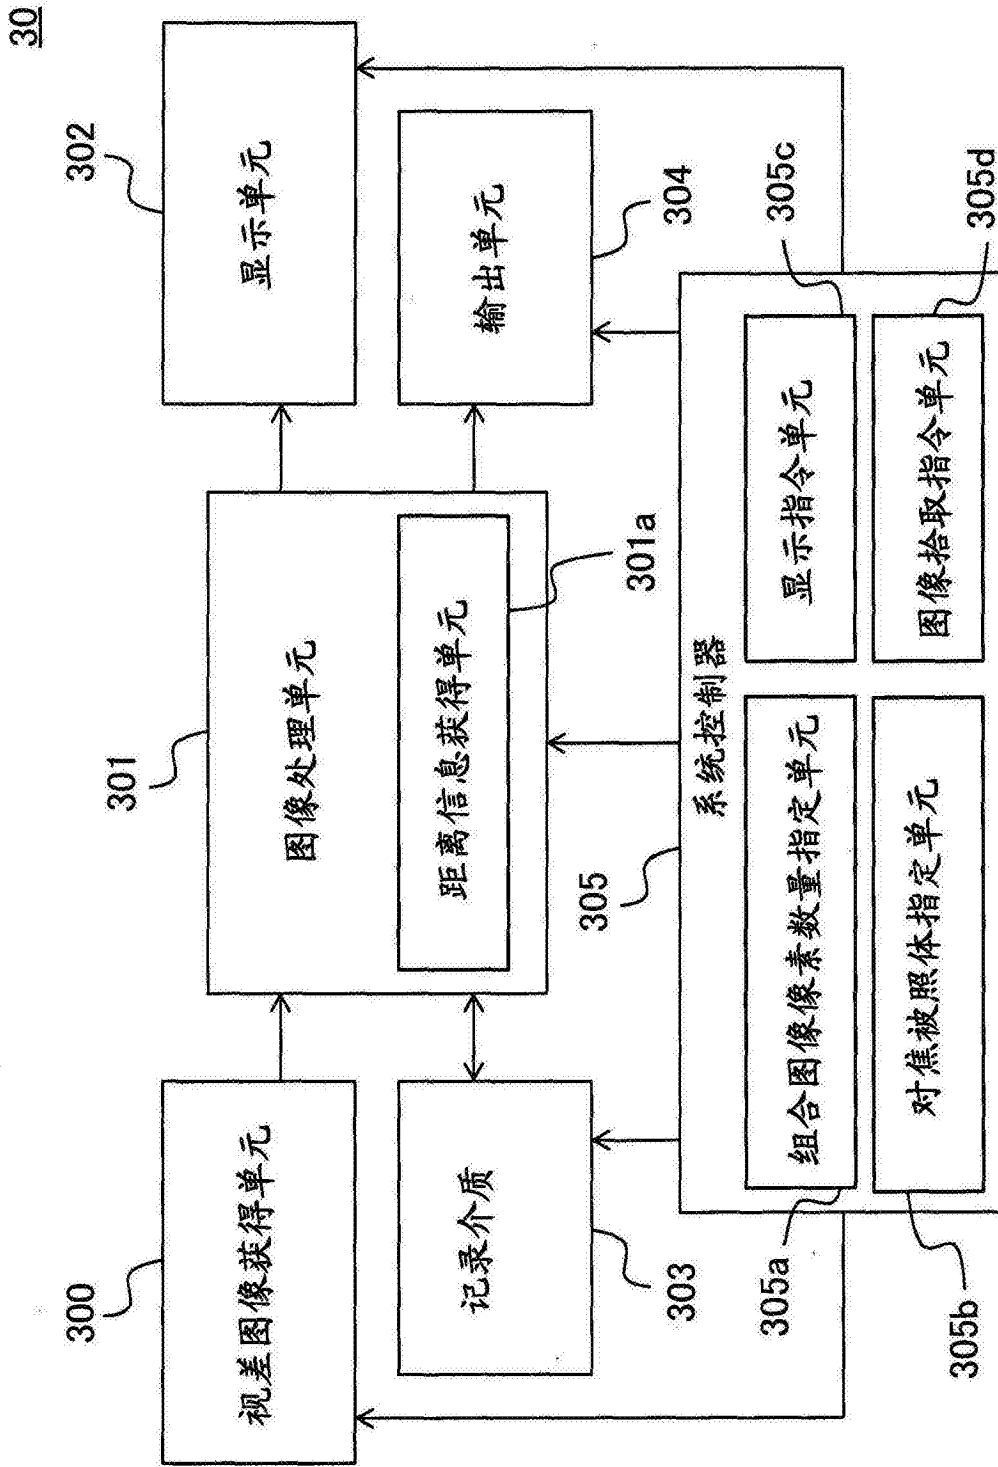 30
300
视差图像获得单元
301
图像处理单元
距离信息获得单元
301a
302
显示单元
303
记录介质
304
输出单元
305
系统控制器
305a
组合图像像素数量指定单元
305c
显示指令单元
305b
对焦被照体指定单元
305d
图像拾取指令单元